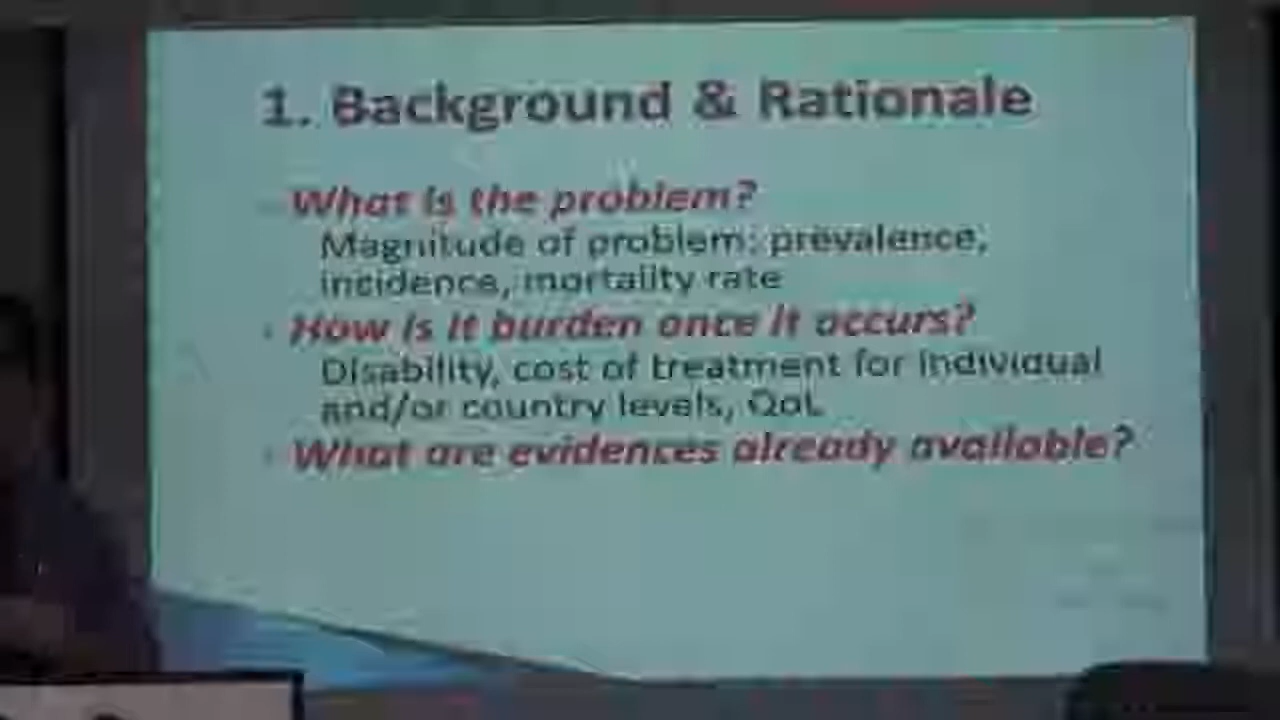 1. Background & Rationale
What is the problem?
Magnitude of problem: prevalence,
incidence, mortality rate
How is it burden once it occurs?
Disability, cost of treatment for individual
and/or country levels, QoL
What are evidences already available?